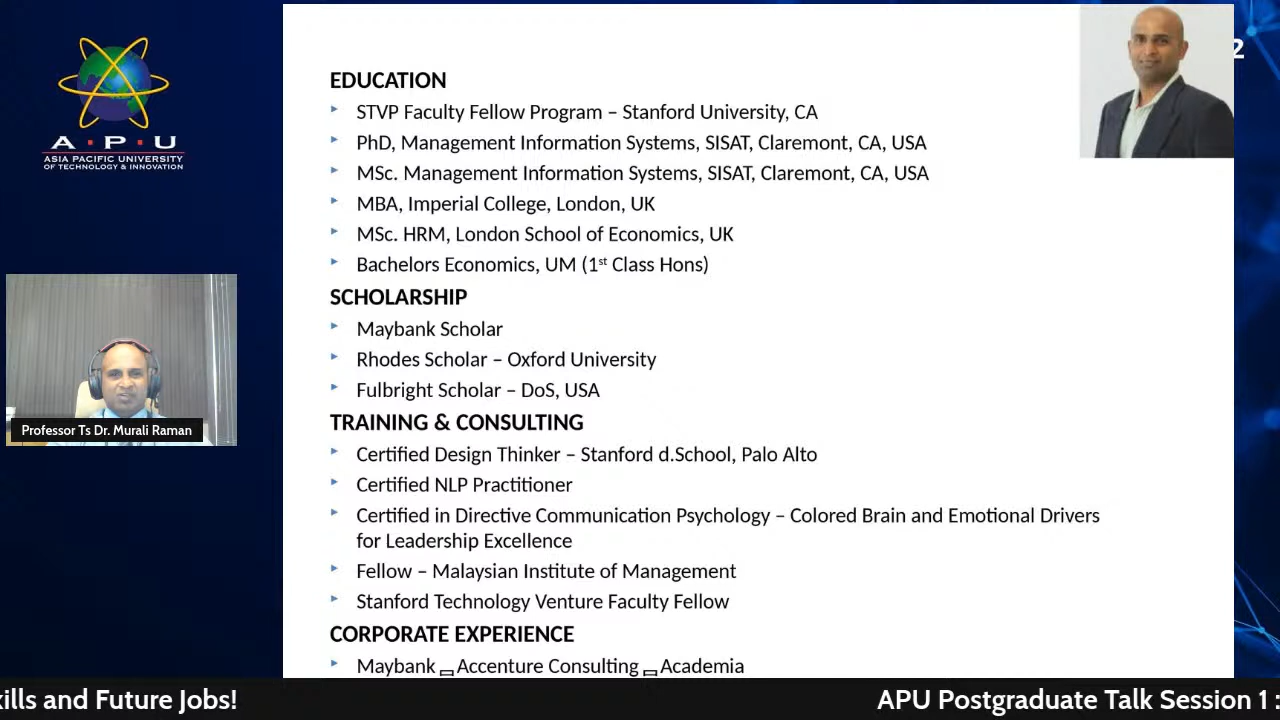 A·P·U
ASIA PACIFIC UNIVERSITY
OF TECHNOLOGY & INNOVATION
Professor Ts Dr. Murali Raman
2
EDUCATION
STVP Faculty Fellow Program – Stanford University, CA
PhD, Management Information Systems, SISAT, Claremont, CA, USA
MSc. Management Information Systems, SISAT, Claremont, CA, USA
MBA, Imperial College, London, UK
MSc. HRM, London School of Economics, UK
Bachelors Economics, UM (1st Class Hons)
SCHOLARSHIP
Maybank Scholar
Rhodes Scholar – Oxford University
Fulbright Scholar – DoS, USA
TRAINING & CONSULTING
Certified Design Thinker – Stanford d.School, Palo Alto
Certified NLP Practitioner
Certified in Directive Communication Psychology – Colored Brain and Emotional Drivers
for Leadership Excellence
Fellow – Malaysian Institute of Management
Stanford Technology Venture Faculty Fellow
CORPORATE EXPERIENCE
Maybank Accenture Consulting Academia
kills and Future Jobs! APU Postgraduate Talk Session 1 :